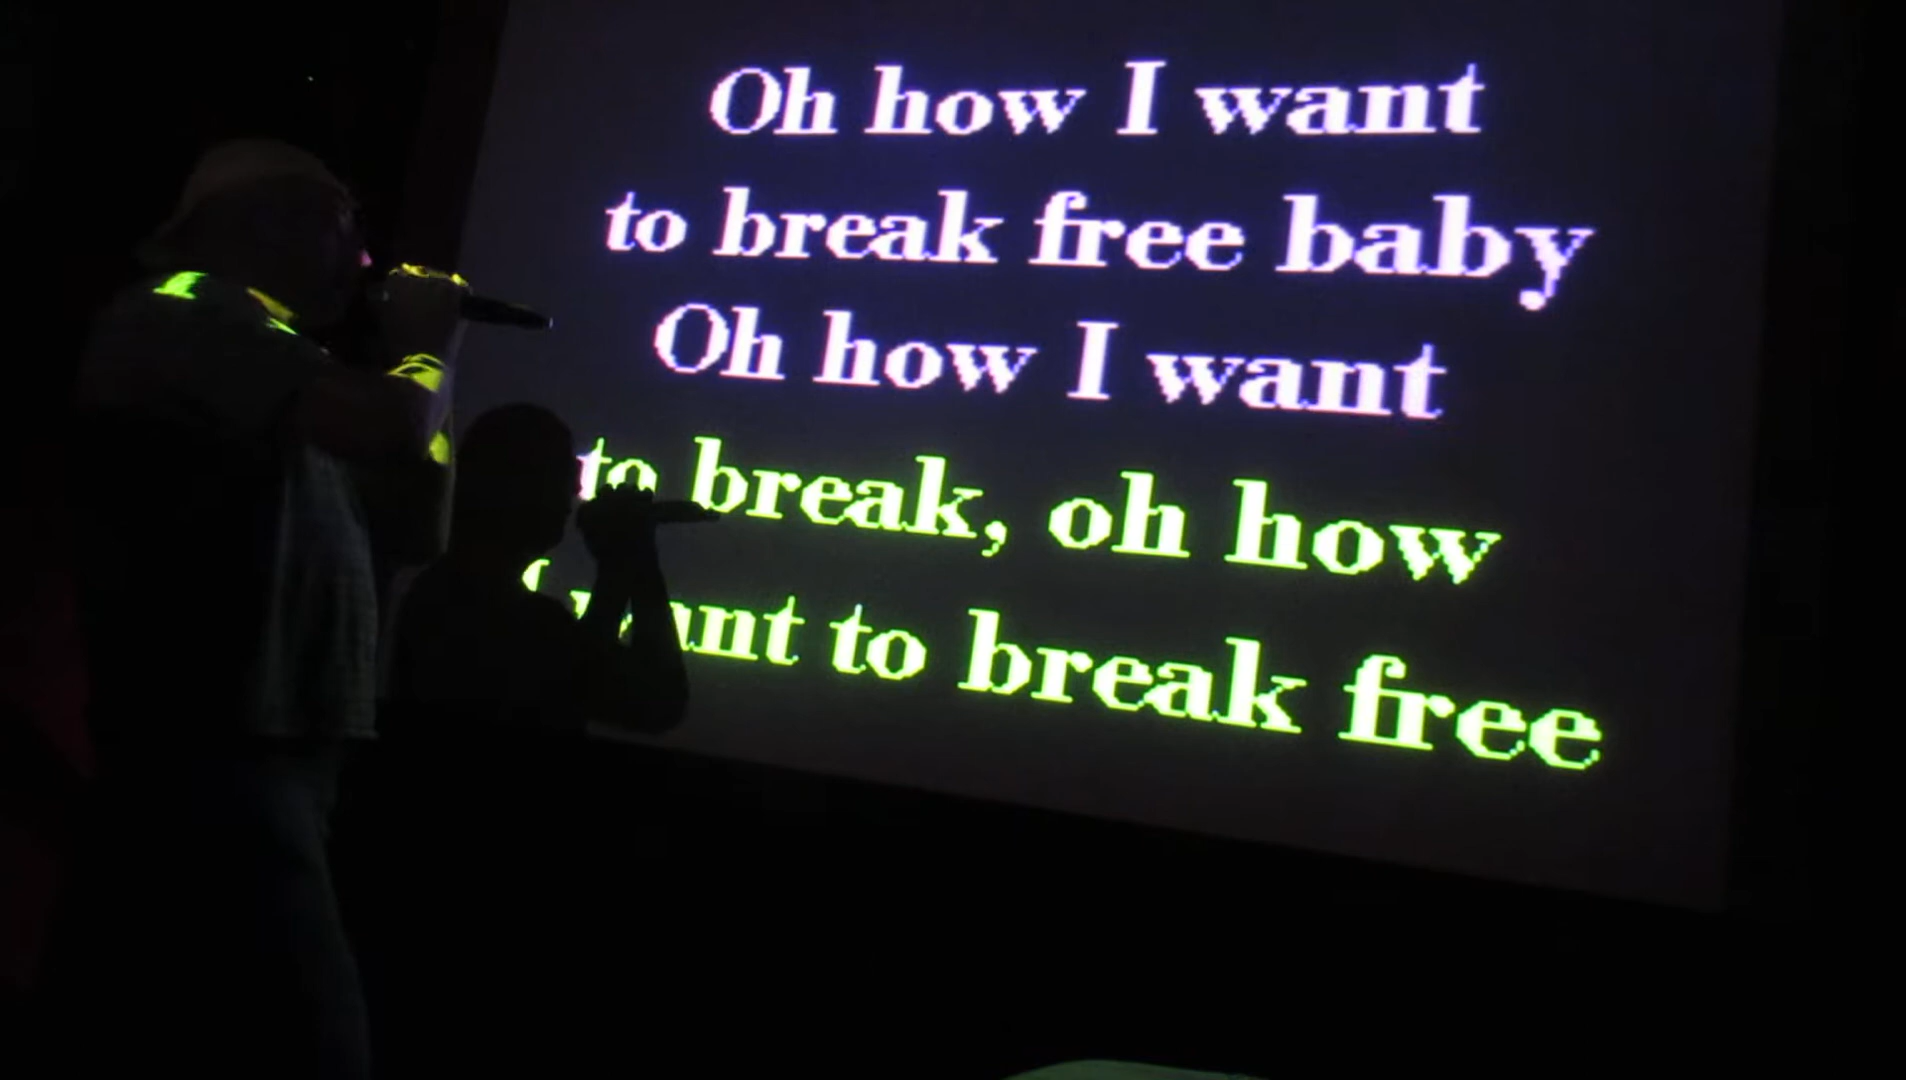 Oh how I want
to break free baby
Oh how I want
to break, oh how
want to break free